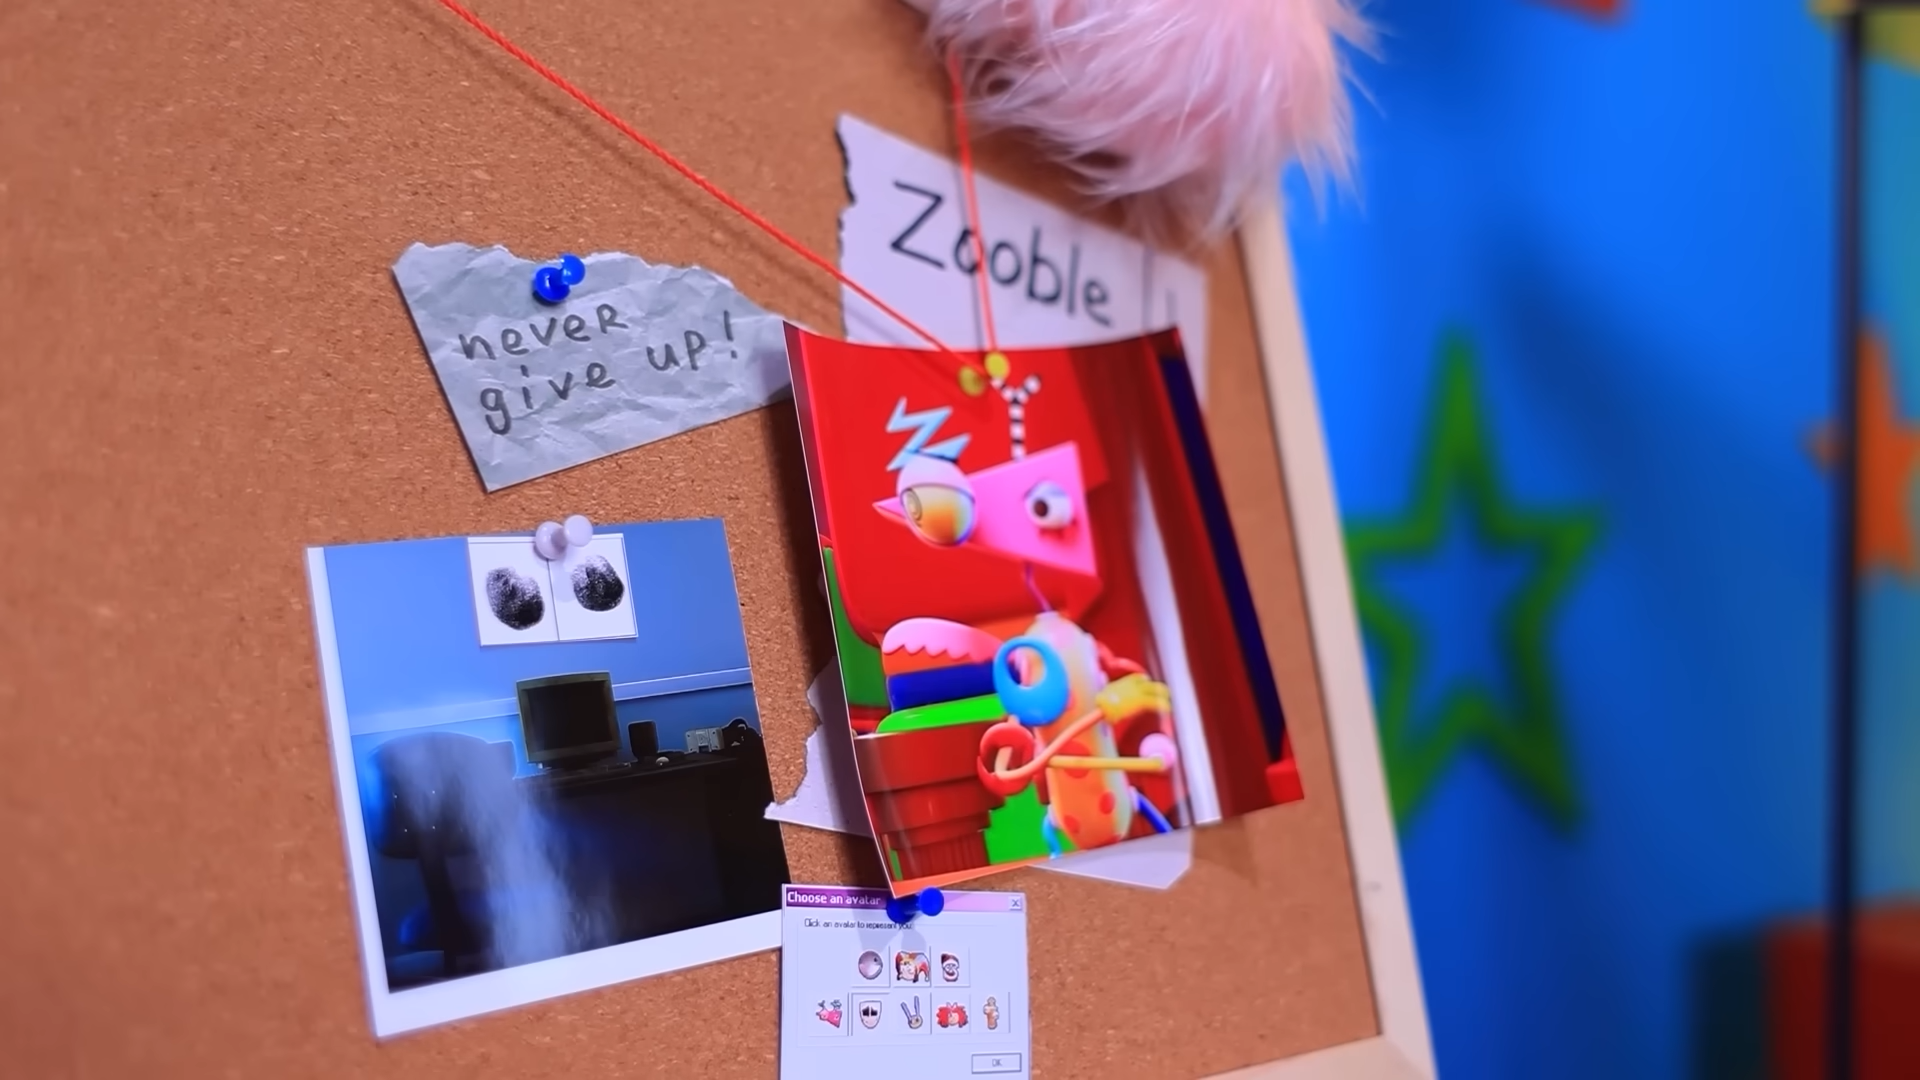 Zooble
never
give up!
Choose an avatar
Click an avatar to represent you:
OK